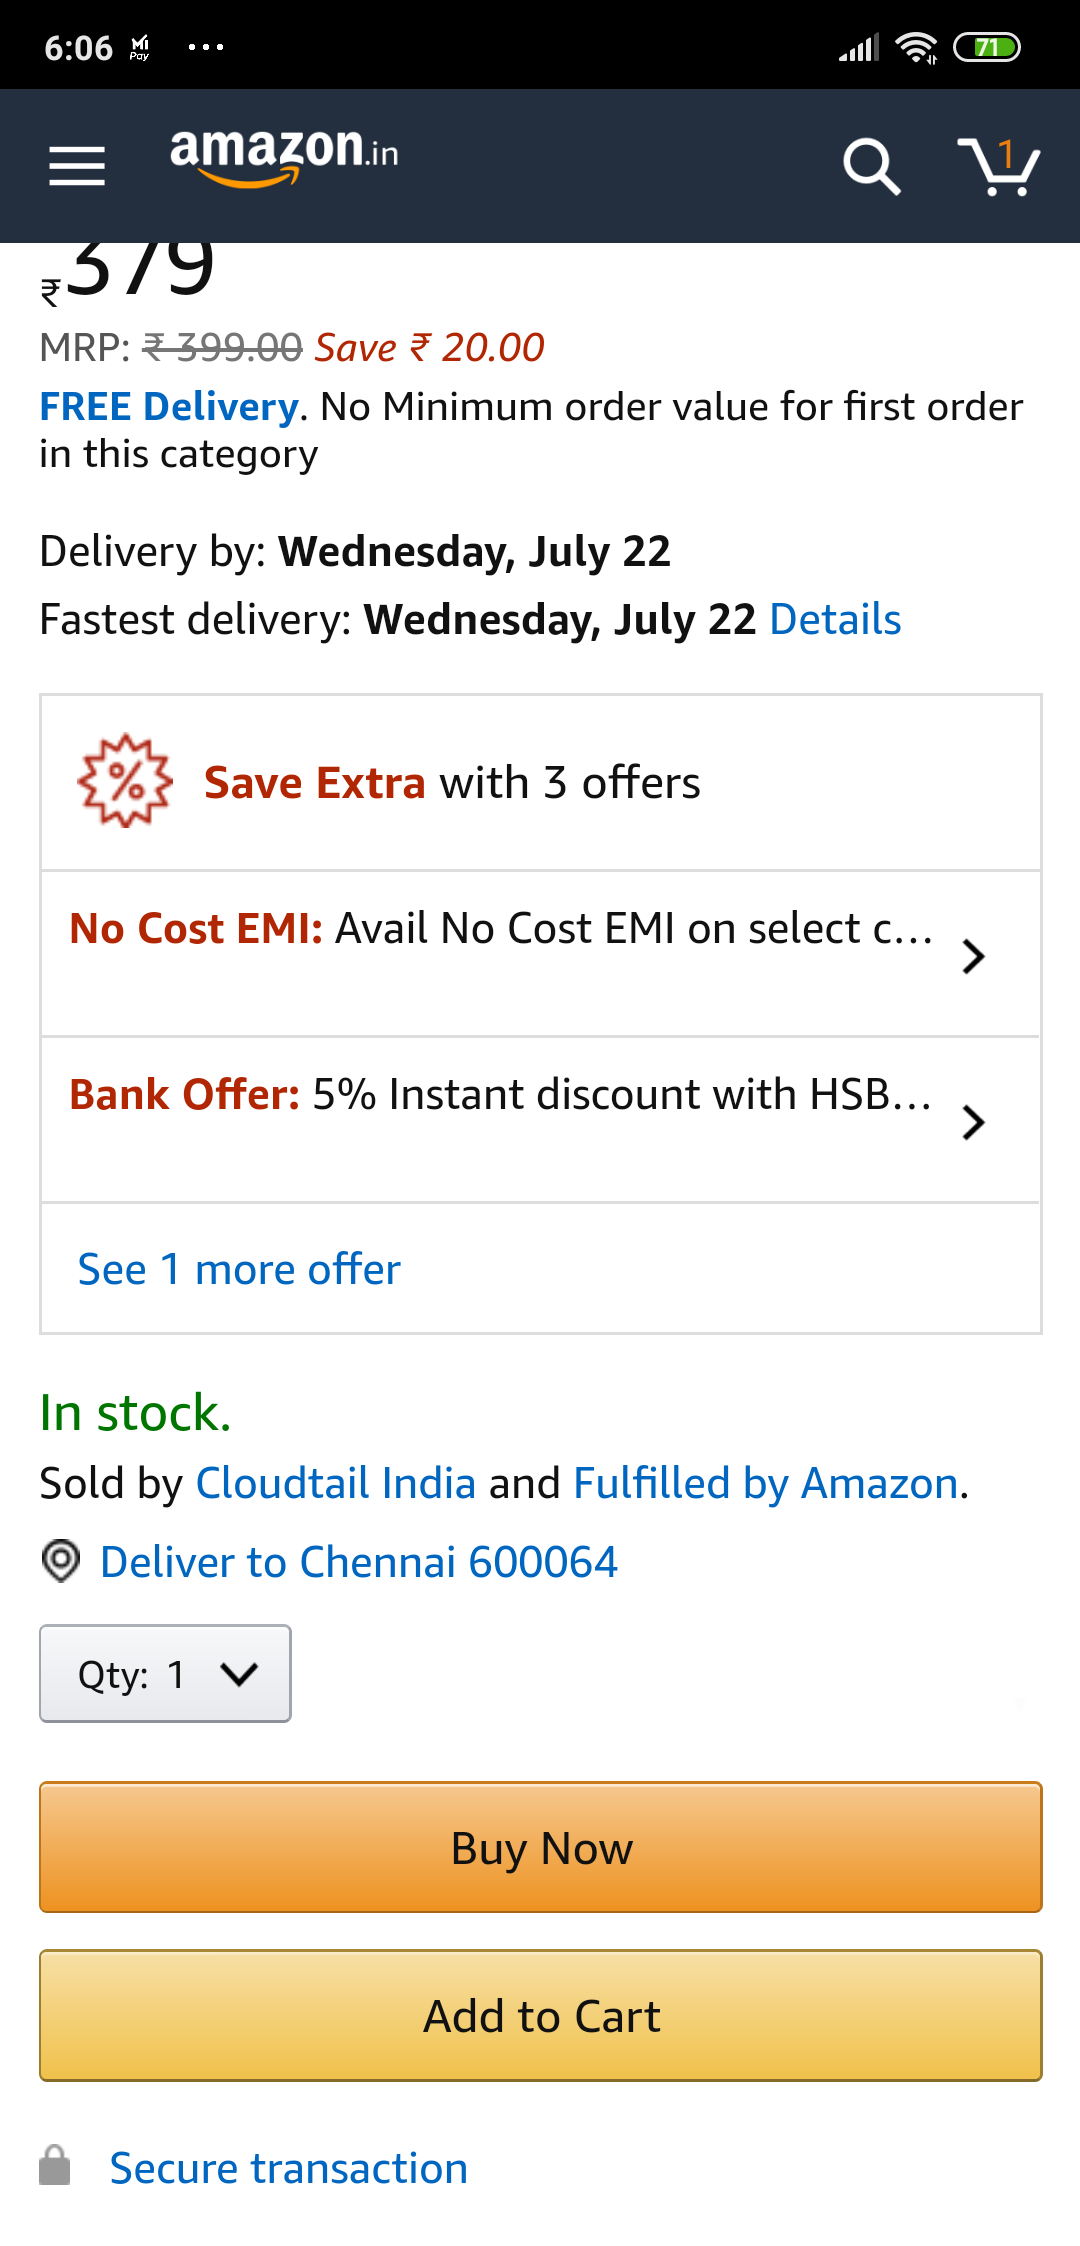 6:06 Mi Pay ... 71
amazon.in 1
₹379
MRP: ₹ 399.00 Save ₹ 20.00
FREE Delivery. No Minimum order value for first order
in this category
Delivery by: Wednesday, July 22
Fastest delivery: Wednesday, July 22 Details
% Save Extra with 3 offers
No Cost EMI: Avail No Cost EMI on select c...
Bank Offer: 5% Instant discount with HSB...
See 1 more offer
In stock.
Sold by Cloudtail India and Fulfilled by Amazon.
Deliver to Chennai 600064
Qty: 1
Buy Now
Add to Cart
Secure transaction